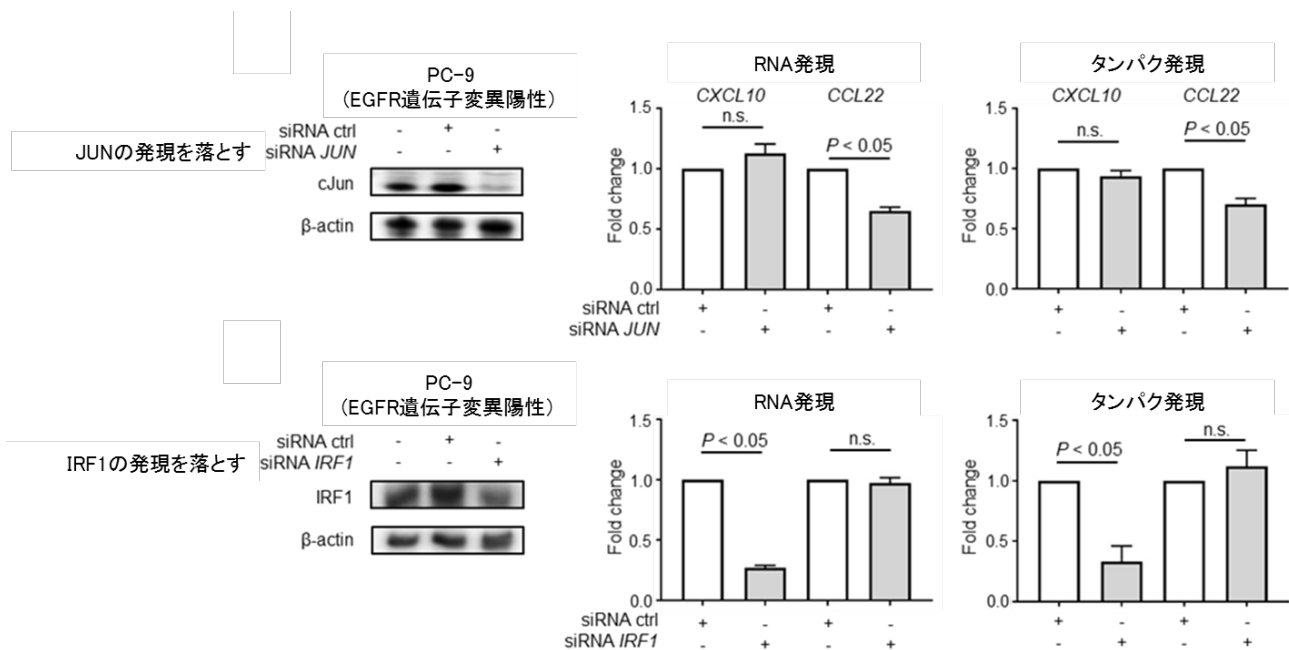 PC-9
(EGFR遺伝子変異陽性)
siRNA ctrl - + -
siRNA JUN - - +
JUNの発現を落とす
cJun
β-actin
RNA発現
CXCL10 CCL22
n.s.
P < 0.05
Fold change
1.5
1.0
0.5
0.0
siRNA ctrl + - + -
siRNA JUN - + - +
タンパク発現
CXCL10 CCL22
n.s.
P < 0.05
Fold change
1.5
1.0
0.5
0.0
+ - + -
- + - +
PC-9
(EGFR遺伝子変異陽性)
siRNA ctrl - + -
siRNA IRF1 - - +
IRF1の発現を落とす
IRF1
β-actin
RNA発現
P < 0.05
n.s.
Fold change
1.5
1.0
0.5
0.0
siRNA ctrl + - + -
siRNA IRF1 - + - +
タンパク発現
P < 0.05
n.s.
Fold change
1.5
1.0
0.5
0.0
+ - + -
- + - +